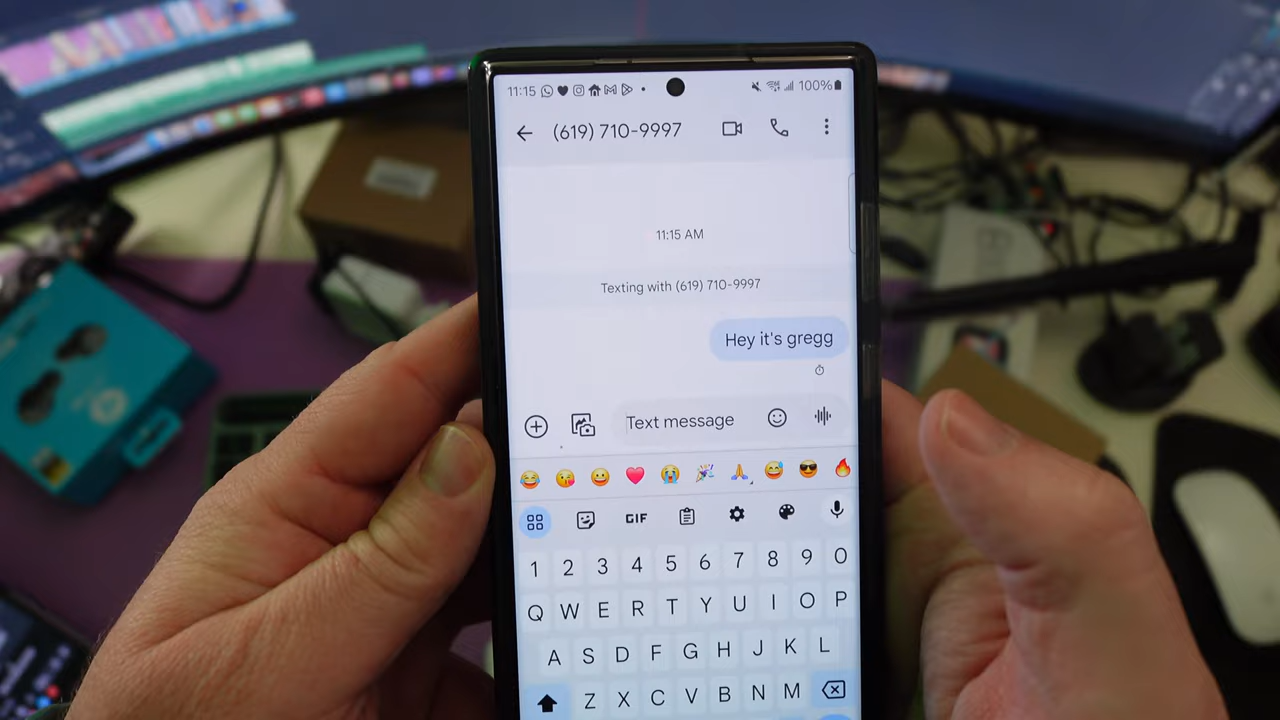 11:15 100%
(619) 710-9997
11:15 AM
Texting with (619) 710-9997
Hey it's gregg
Text message
GIF
1 2 3 4 5 6 7 8 9 0
Q W E R T Y U I O P
A S D F G H J K L
Z X C V B N M